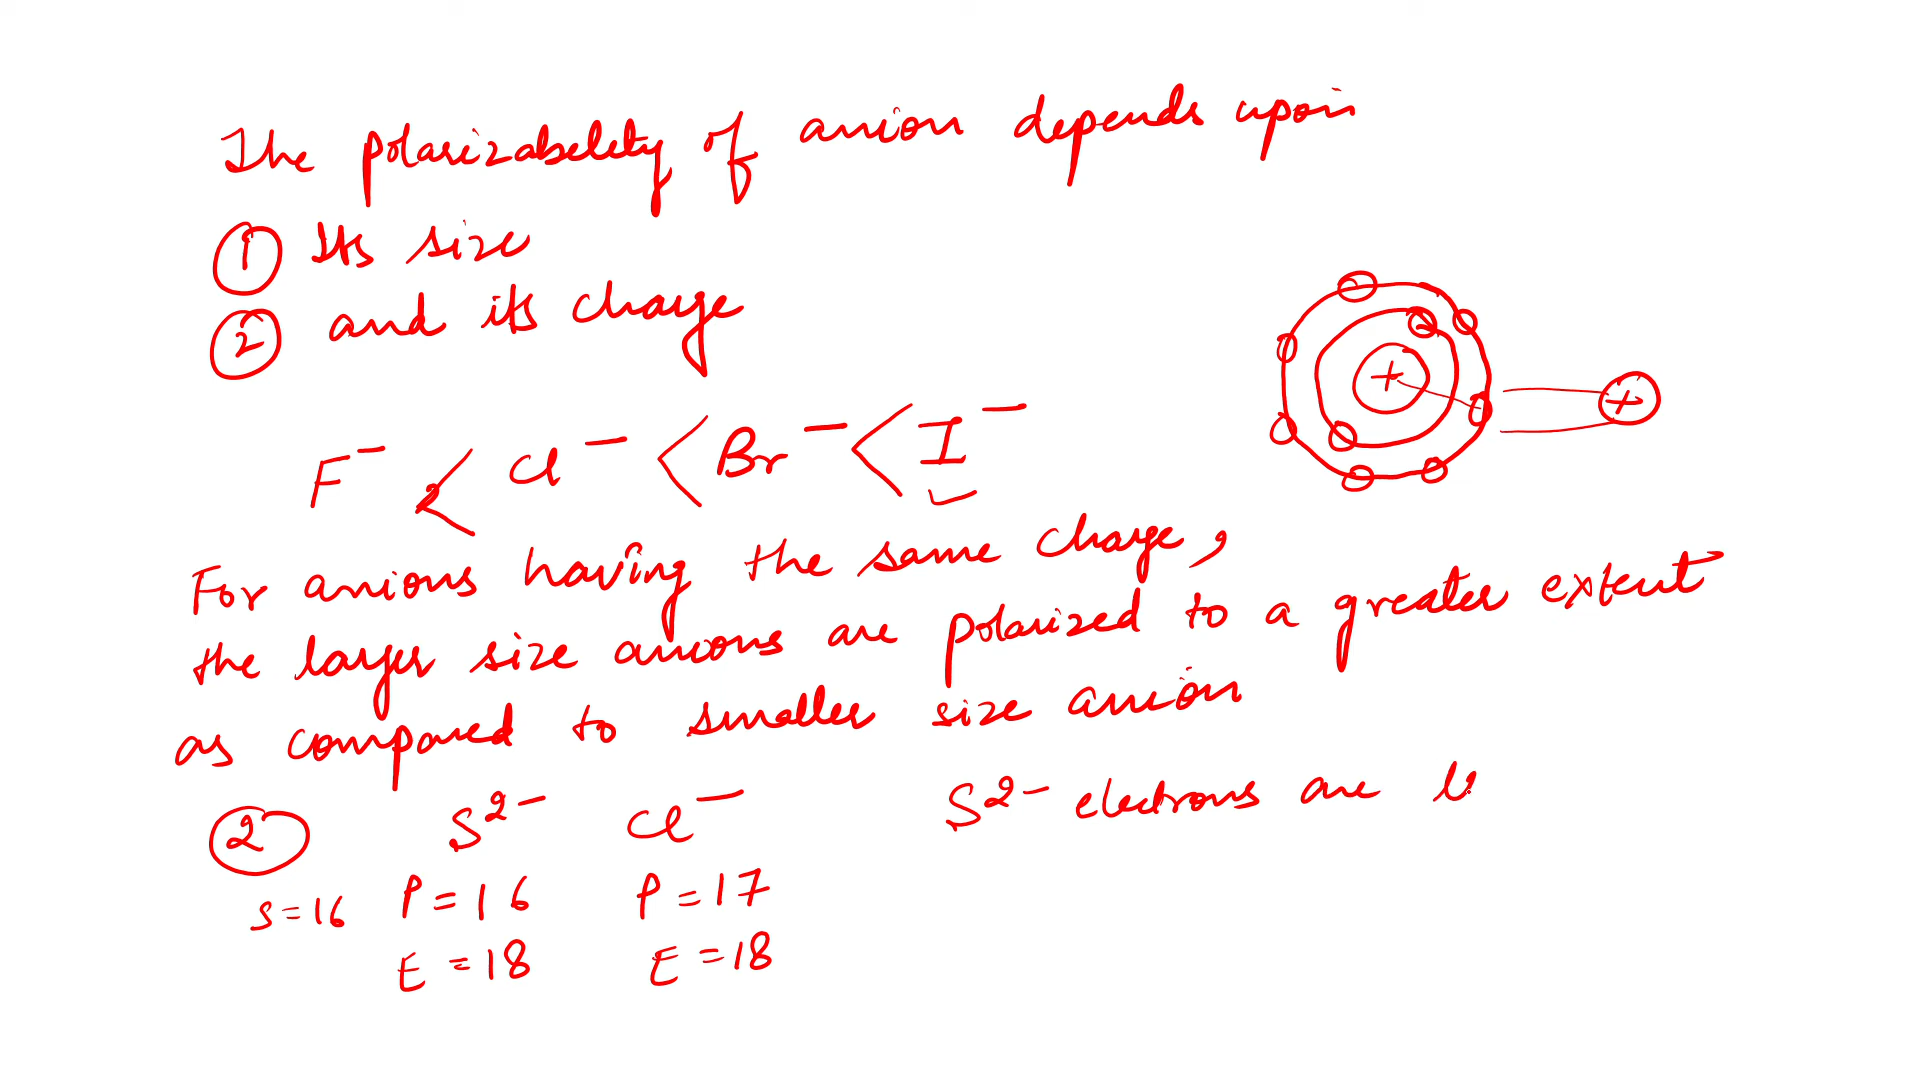 The polarizability of anion depends upon
① Its size
② and its charge
+ +
F⁻ < Cl⁻ < Br⁻ < I⁻
For anions having the same charge,
the larger size anions are polarized to a greater extent
as compared to smaller size anion
② S²⁻ Cl⁻ S²⁻ electrons are
S=16 P=16 P=17
E=18 E=18